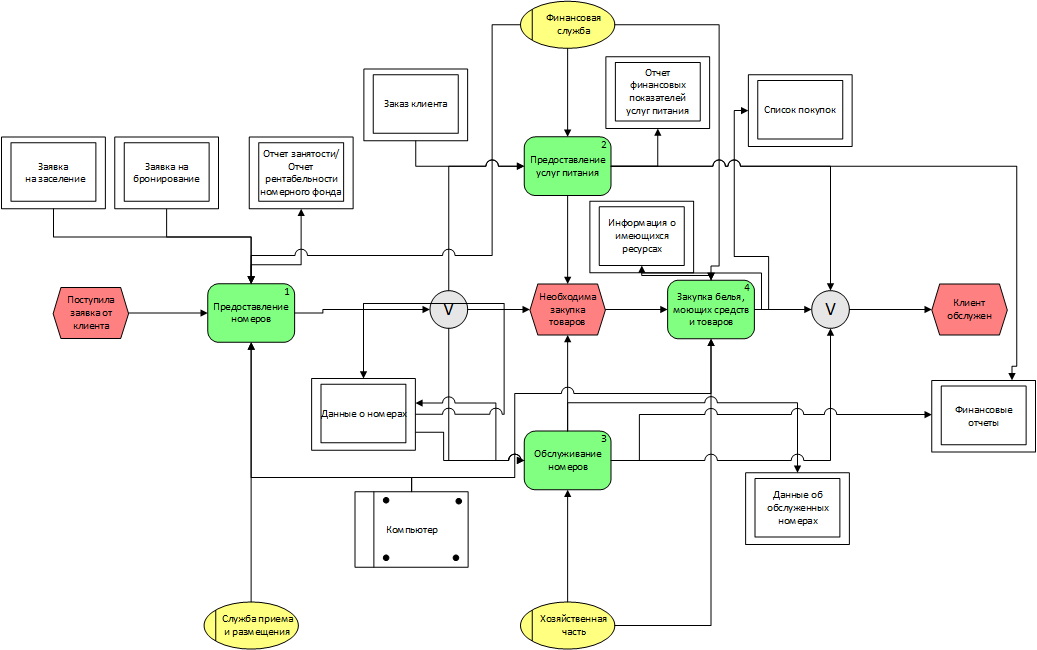 Финансовая
служба
Заказ клиента
Отчет
финансовых
показателей
услуг питания
Список покупок
Заявка
на заселение
Заявка на
бронирование
Отчет занятости/
Отчет
рентабельности
номерного фонда
2
Предоставление
услуг питания
Информация о
имеющихся
ресурсах
Поступила
заявка от
клиента
1
Предоставление
номеров
V
Необходима
закупка
товаров
4
Закупка белья,
моющих средств
и товаров
V
Клиент
обслужен
Данные о номерах
Финансовые
отчеты
3
Обслуживание
номеров
Компьютер
Данные об
обслуженных
номерах
Служба приема
и размещения
Хозяйственная
часть